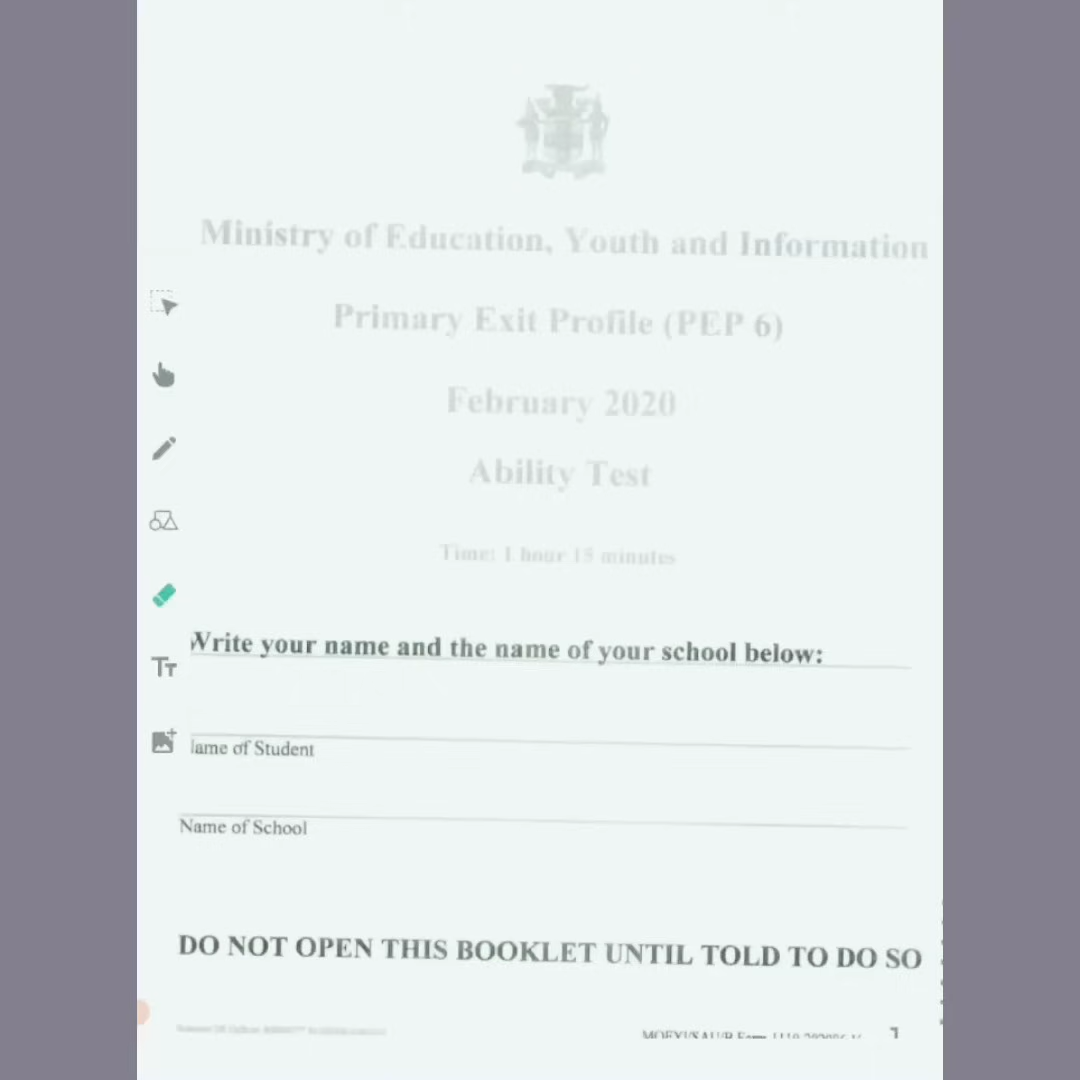 Ministry of Education, Youth and Information
Primary Exit Profile (PEP 6)
February 2020
Ability Test
Time: 1 hour 15 minutes
Write your name and the name of your school below:
ame of Student
Name of School
DO NOT OPEN THIS BOOKLET UNTIL TOLD TO DO SO
1